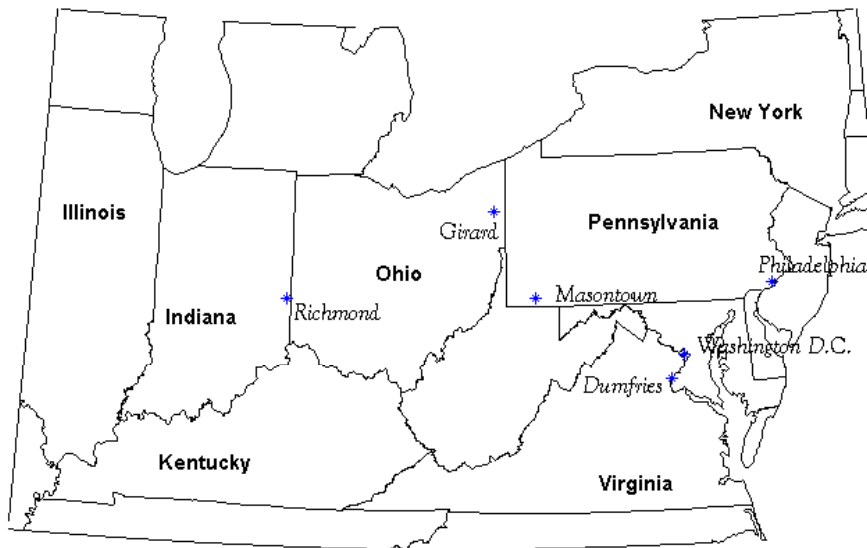 New York
Illinois
Pennsylvania
Girard
Philadelphia
Ohio
Masontown
Richmond
Indiana
Washington D.C.
Dumfries
Kentucky
Virginia